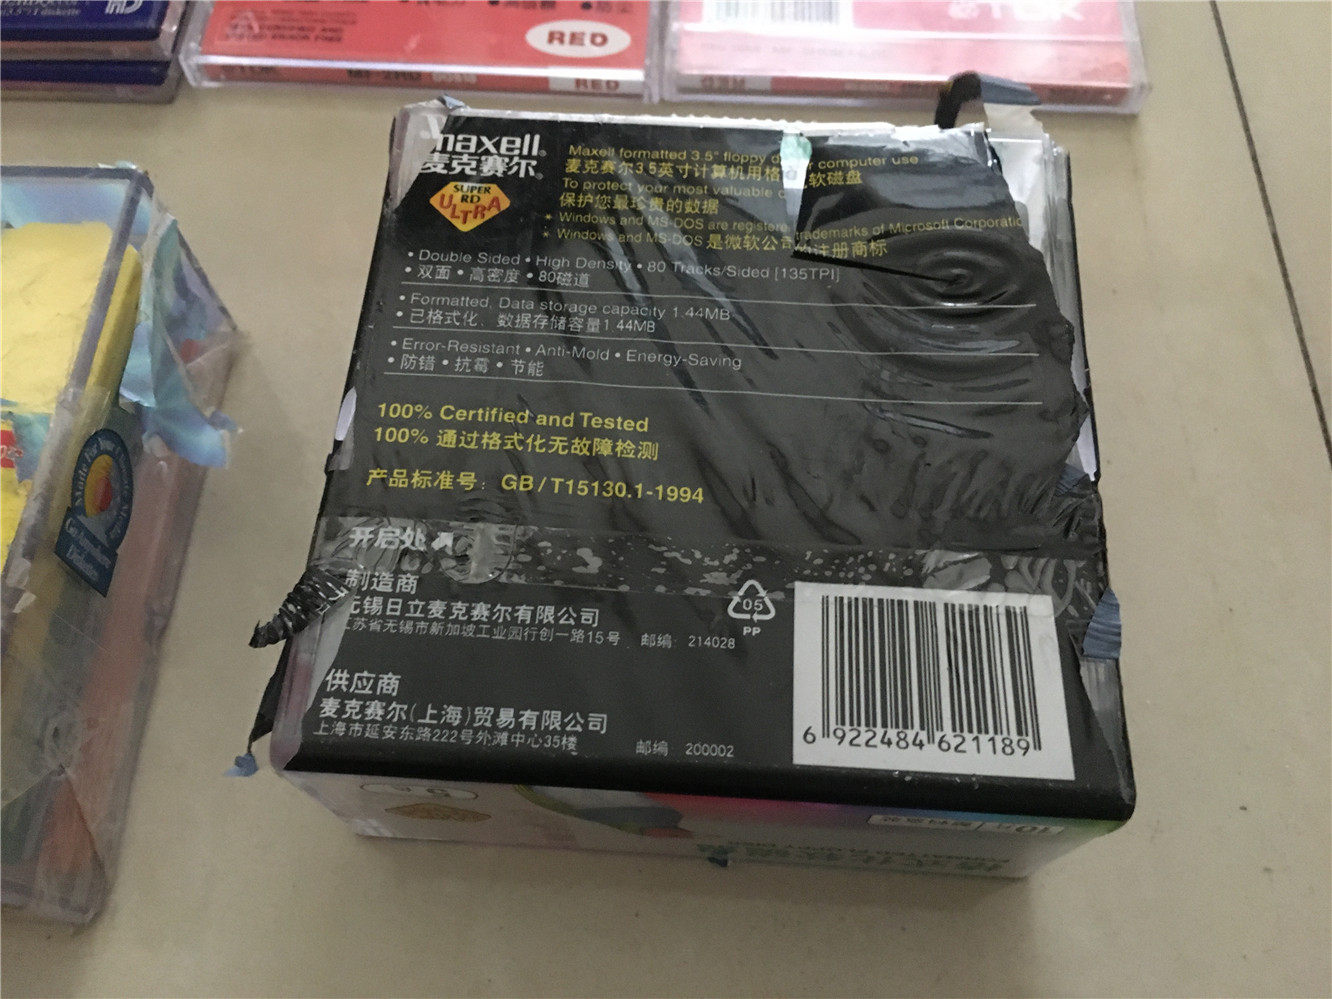 3.5" Diskette
RED
RED
maxell
麦克赛尔
SUPER
RD
ULTRA
Maxell formatted 3.5" floppy computer use
麦克赛尔3.5英寸计算机用格 软磁盘
To protect your most valuable
保护您最珍贵的数据
* Windows and MS-DOS are registere trademarks of Microsoft Corporatic
* Windows and MS-DOS 是微软公司 注册商标
• Double Sided • High Density • 80 Tracks/Sided [135TPI]
• 双面 • 高密度 • 80磁道
• Formatted, Data storage capacity 1.44MB
• 已格式化、数据存储容量1.44MB
• Error-Resistant • Anti-Mold • Energy-Saving
• 防错 • 抗霉 • 节能
100% Certified and Tested
100% 通过格式化无故障检测
产品标准号：GB/T15130.1-1994
开启处
制造商
无锡日立麦克赛尔有限公司
江苏省无锡市新加坡工业园行创一路15号 邮编 214028
05
PP
供应商
麦克赛尔(上海)贸易有限公司
上海市延安东路222号外滩中心35楼 邮编 200002
6 922484 621189
Made For Your